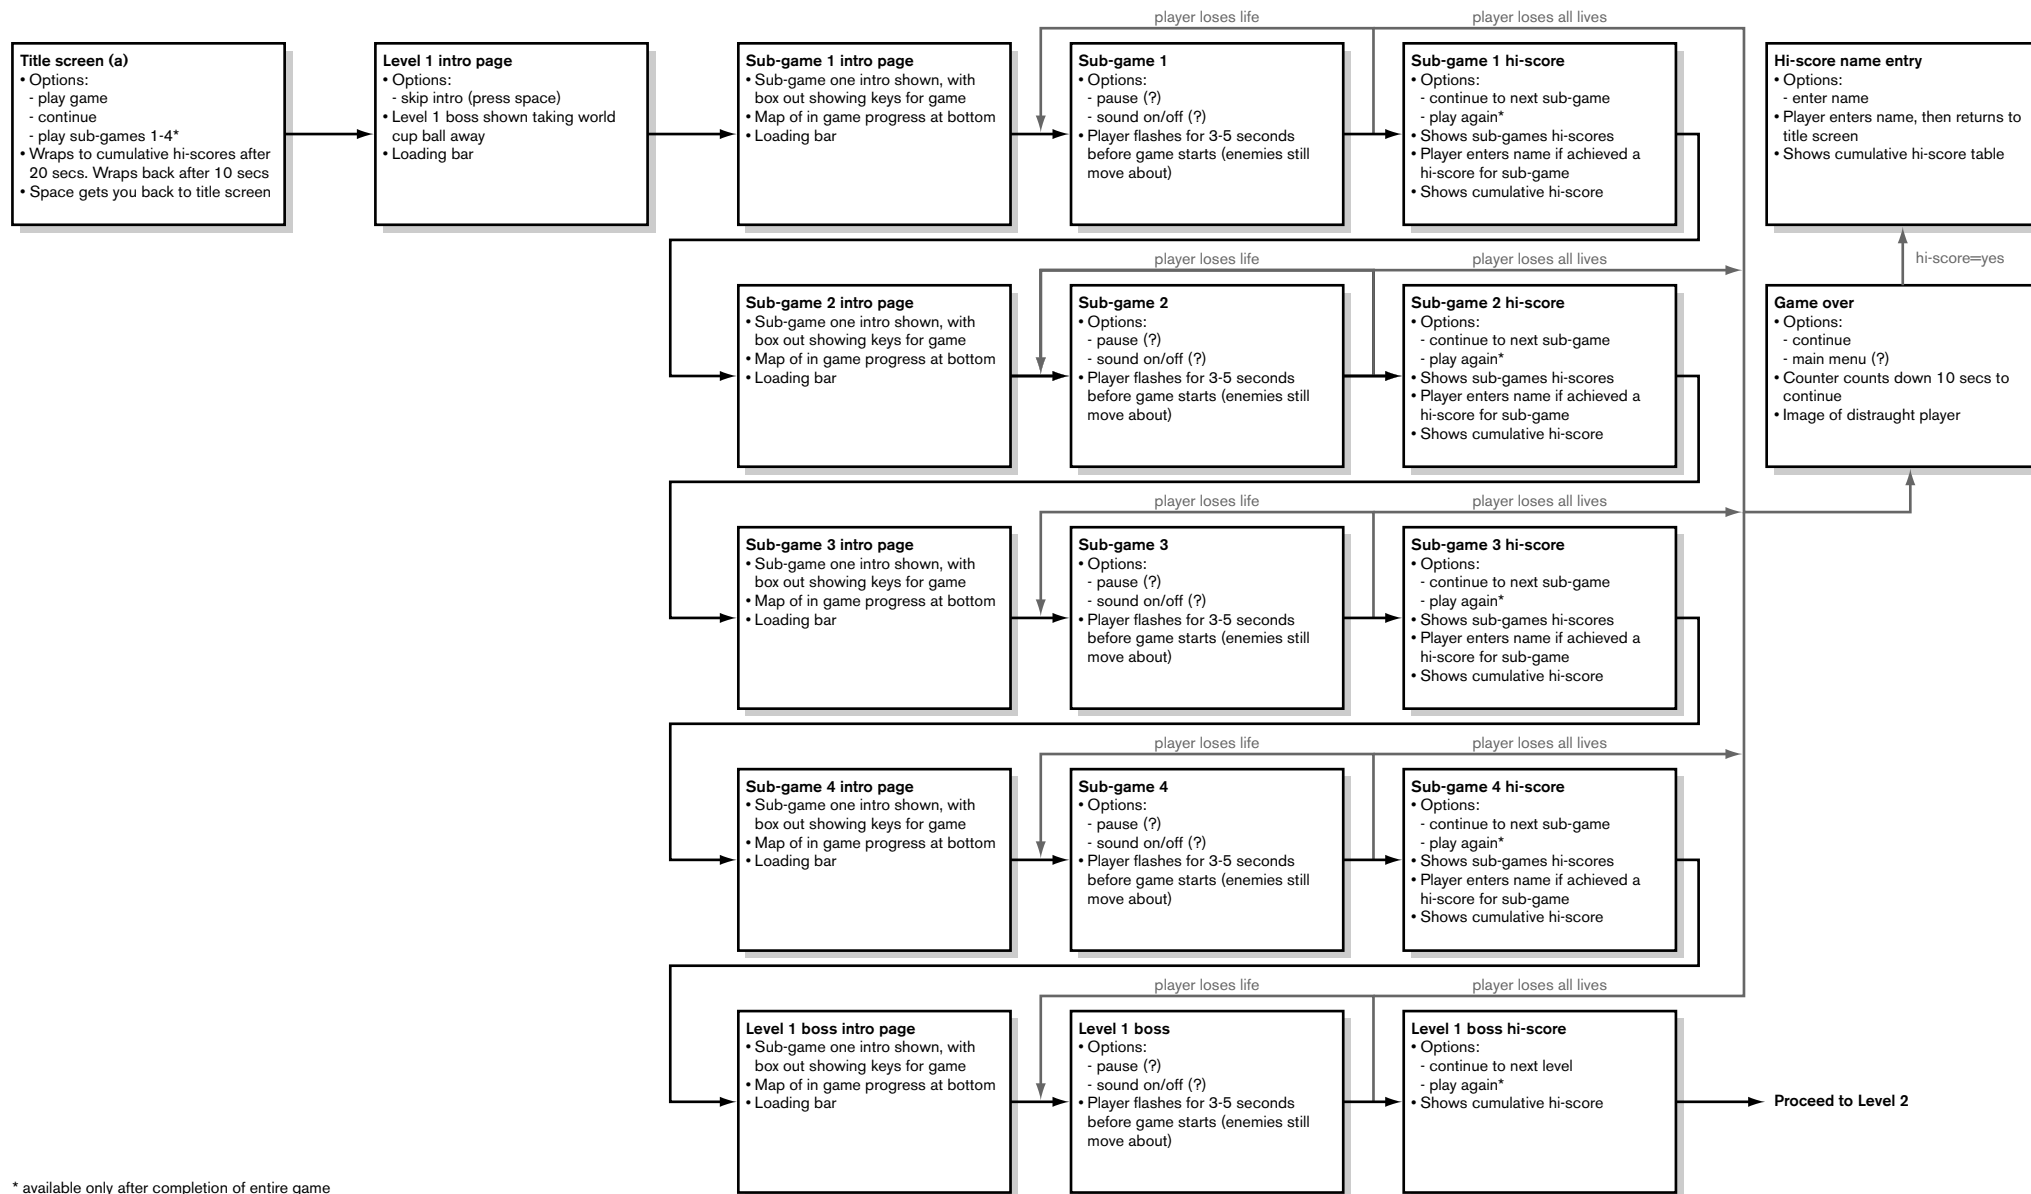 player loses life
player loses all lives
Title screen (a)
• Options:
- play game
- continue
- play sub-games 1-4*
• Wraps to cumulative hi-scores after
20 secs. Wraps back after 10 secs
• Space gets you back to title screen
Level 1 intro page
• Options:
- skip intro (press space)
• Level 1 boss shown taking world
cup ball away
• Loading bar
Sub-game 1 intro page
• Sub-game one intro shown, with
box out showing keys for game
• Map of in game progress at bottom
• Loading bar
Sub-game 1
• Options:
- pause (?)
- sound on/off (?)
• Player flashes for 3-5 seconds
before game starts (enemies still
move about)
Sub-game 1 hi-score
• Options:
- continue to next sub-game
- play again*
• Shows sub-games hi-scores
• Player enters name if achieved a
hi-score for sub-game
• Shows cumulative hi-score
Hi-score name entry
• Options:
- enter name
• Player enters name, then returns to
title screen
• Shows cumulative hi-score table
player loses life
player loses all lives
hi-score=yes
Sub-game 2 intro page
• Sub-game one intro shown, with
box out showing keys for game
• Map of in game progress at bottom
• Loading bar
Sub-game 2
• Options:
- pause (?)
- sound on/off (?)
• Player flashes for 3-5 seconds
before game starts (enemies still
move about)
Sub-game 2 hi-score
• Options:
- continue to next sub-game
- play again*
• Shows sub-games hi-scores
• Player enters name if achieved a
hi-score for sub-game
• Shows cumulative hi-score
Game over
• Options:
- continue
- main menu (?)
• Counter counts down 10 secs to
continue
• Image of distraught player
player loses life
player loses all lives
Sub-game 3 intro page
• Sub-game one intro shown, with
box out showing keys for game
• Map of in game progress at bottom
• Loading bar
Sub-game 3
• Options:
- pause (?)
- sound on/off (?)
• Player flashes for 3-5 seconds
before game starts (enemies still
move about)
Sub-game 3 hi-score
• Options:
- continue to next sub-game
- play again*
• Shows sub-games hi-scores
• Player enters name if achieved a
hi-score for sub-game
• Shows cumulative hi-score
player loses life
player loses all lives
Sub-game 4 intro page
• Sub-game one intro shown, with
box out showing keys for game
• Map of in game progress at bottom
• Loading bar
Sub-game 4
• Options:
- pause (?)
- sound on/off (?)
• Player flashes for 3-5 seconds
before game starts (enemies still
move about)
Sub-game 4 hi-score
• Options:
- continue to next sub-game
- play again*
• Shows sub-games hi-scores
• Player enters name if achieved a
hi-score for sub-game
• Shows cumulative hi-score
player loses life
player loses all lives
Level 1 boss intro page
• Sub-game one intro shown, with
box out showing keys for game
• Map of in game progress at bottom
• Loading bar
Level 1 boss
• Options:
- pause (?)
- sound on/off (?)
• Player flashes for 3-5 seconds
before game starts (enemies still
move about)
Level 1 boss hi-score
• Options:
- continue to next level
- play again*
• Shows cumulative hi-score
Proceed to Level 2
* available only after completion of entire game